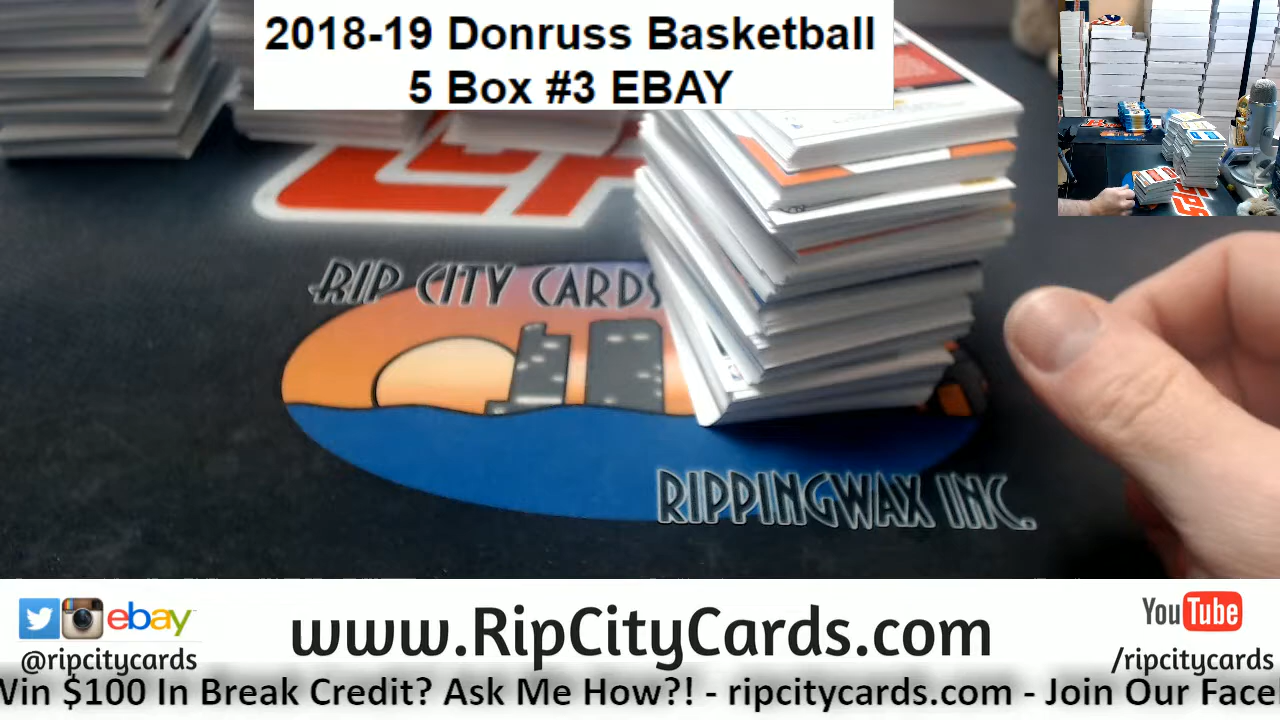 2018-19 Donruss Basketball
5 Box #3 EBAY
RIP CITY CARDS
RIPPINGWAX INC.
ebay
www.RipCityCards.com
YouTube
@ripcitycards
/ripcitycards
Win $100 In Break Credit? Ask Me How?! - ripcitycards.com - Join Our Face